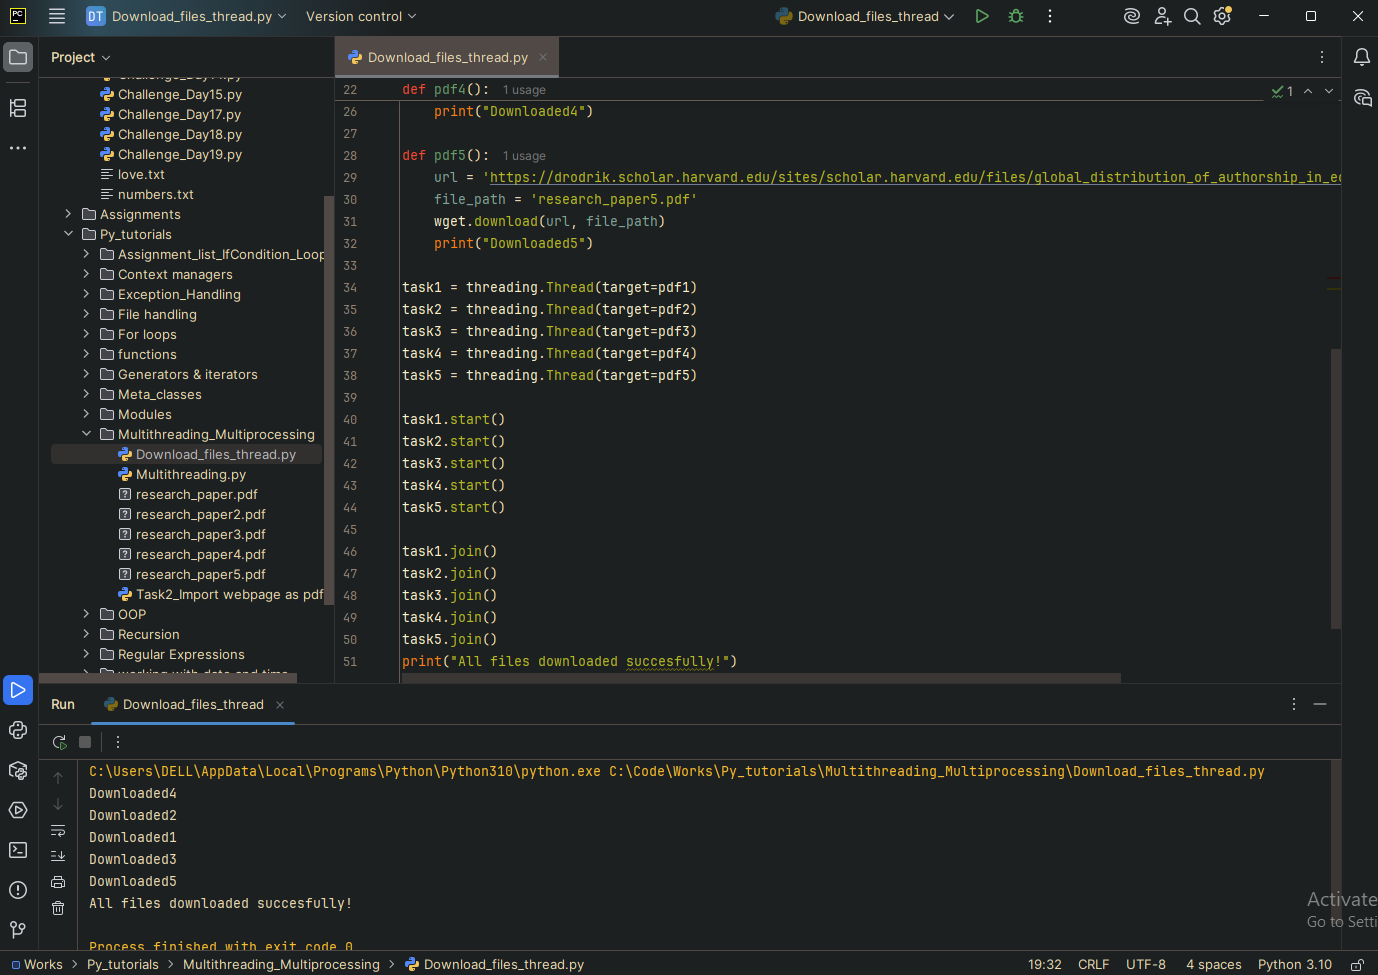 PC DT Download_files_thread.py Version control Download_files_thread
Project
Download_files_thread.py
Challenge_Day15.py
Challenge_Day17.py
Challenge_Day18.py
Challenge_Day19.py
love.txt
numbers.txt
Assignments
Py_tutorials
Assignment_list_IfCondition_Loop
Context managers
Exception_Handling
File handling
For loops
functions
Generators & iterators
Meta_classes
Modules
Multithreading_Multiprocessing
Download_files_thread.py
Multithreading.py
research_paper.pdf
research_paper2.pdf
research_paper3.pdf
research_paper4.pdf
research_paper5.pdf
Task2_Import webpage as pdf
OOP
Recursion
Regular Expressions
working with date and time
22 def pdf4(): 1 usage
1
26 print("Downloaded4")
27
28 def pdf5(): 1 usage
29 url = 'https://drodrik.scholar.harvard.edu/sites/scholar.harvard.edu/files/global_distribution_of_authorship_in_ec
30 file_path = 'research_paper5.pdf'
31 wget.download(url, file_path)
32 print("Downloaded5")
33
34 task1 = threading.Thread(target=pdf1)
35 task2 = threading.Thread(target=pdf2)
36 task3 = threading.Thread(target=pdf3)
37 task4 = threading.Thread(target=pdf4)
38 task5 = threading.Thread(target=pdf5)
39
40 task1.start()
41 task2.start()
42 task3.start()
43 task4.start()
44 task5.start()
45
46 task1.join()
47 task2.join()
48 task3.join()
49 task4.join()
50 task5.join()
51 print("All files downloaded succesfully!")
Run Download_files_thread
C:\Users\DELL\AppData\Local\Programs\Python\Python310\python.exe C:\Code\Works\Py_tutorials\Multithreading_Multiprocessing\Download_files_thread.py
Downloaded4
Downloaded2
Downloaded1
Downloaded3
Downloaded5
All files downloaded succesfully!
Process finished with exit code 0
Activate
Go to Setti
Works Py_tutorials Multithreading_Multiprocessing Download_files_thread.py 19:32 CRLF UTF-8 4 spaces Python 3.10